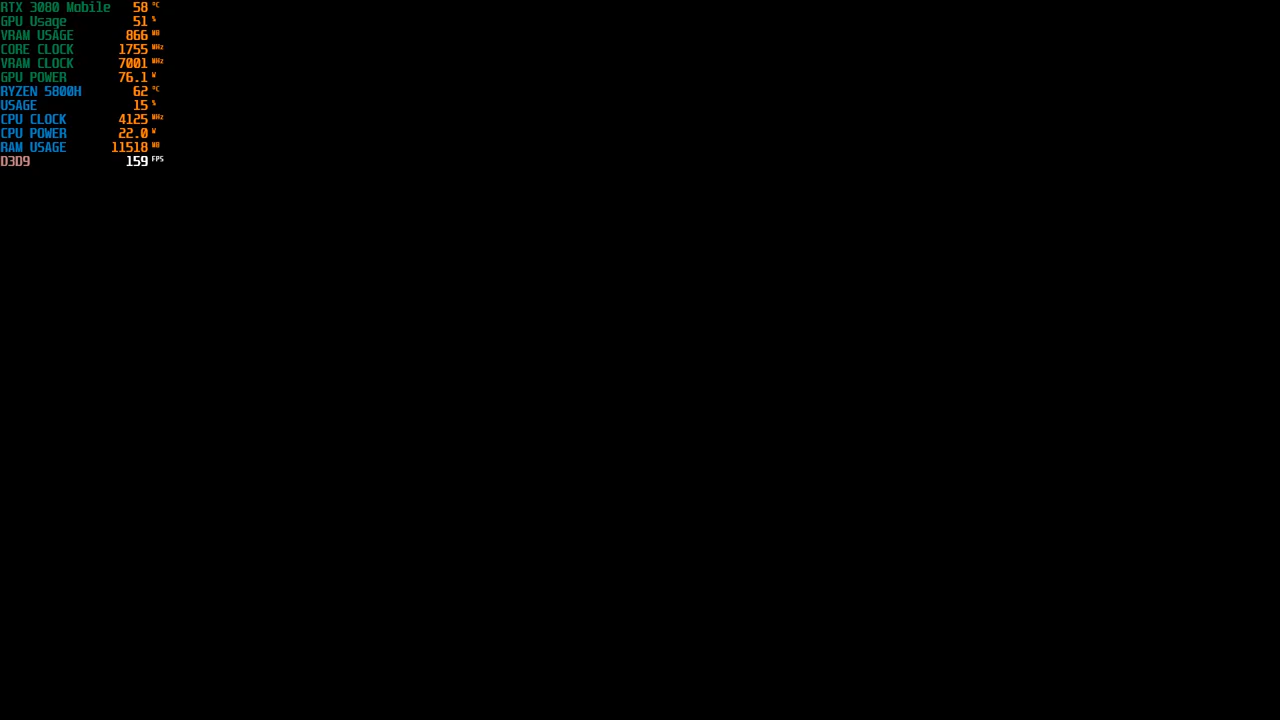 RTX 3080 Mobile 58 °C
GPU Usage 51 %
VRAM USAGE 866 MB
CORE CLOCK 1755 MHz
VRAM CLOCK 7001 MHz
GPU POWER 76.1 W
RYZEN 5800H 62 °C
USAGE 15 %
CPU CLOCK 4125 MHz
CPU POWER 22.0 W
RAM USAGE 11518 MB
D3D9 159 FPS